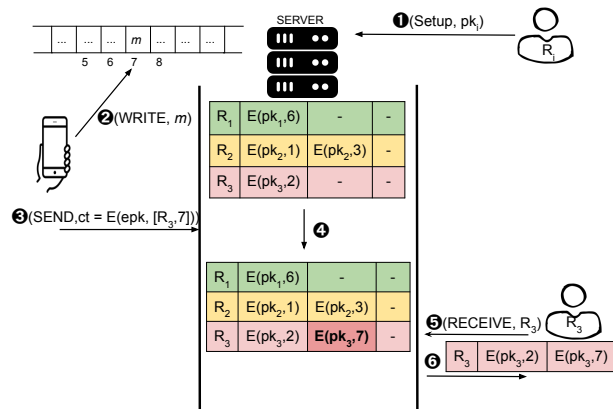 SERVER
❶(Setup, pkᵢ)
Rᵢ
... ... m ... ... ...
5 6 7 8
❷(WRITE, m)
R₁ E(pk₁,6) - -
R₂ E(pk₂,1) E(pk₂,3) -
R₃ E(pk₃,2) - -
❸(SEND,ct = E(epk, [R₃,7]))
❹
R₁ E(pk₁,6) - -
R₂ E(pk₂,1) E(pk₂,3) -
R₃ E(pk₃,2) E(pk₃,7) -
❺(RECEIVE, R₃)
R₃
❻
R₃ E(pk₃,2) E(pk₃,7)